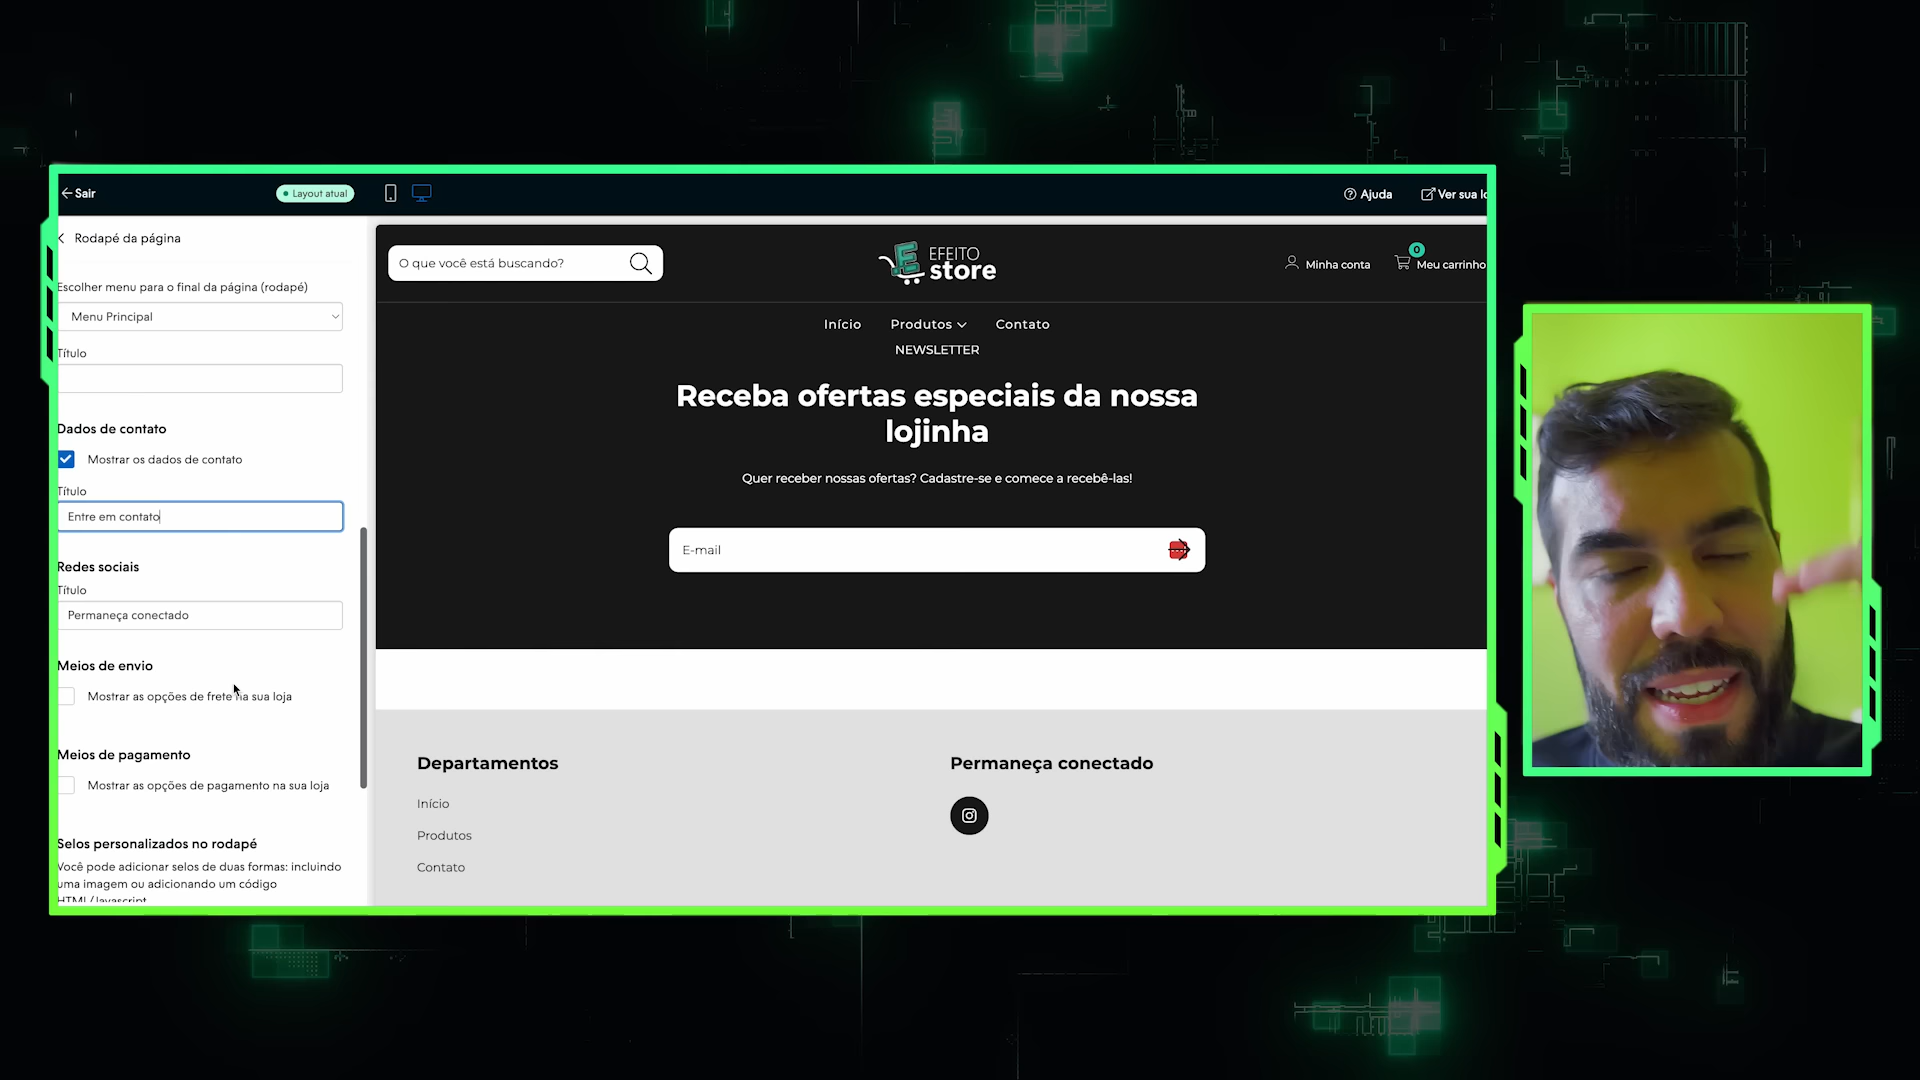 Sair
Layout atual
Ajuda
Ver sua lo
Rodapé da página
Escolher menu para o final da página (rodapé)
Menu Principal
Título
Dados de contato
Mostrar os dados de contato
Título
Entre em contato
Redes sociais
Título
Permaneça conectado
Meios de envio
Mostrar as opções de frete na sua loja
Meios de pagamento
Mostrar as opções de pagamento na sua loja
Selos personalizados no rodapé
Você pode adicionar selos de duas formas: incluindo
uma imagem ou adicionando um código
HTML/Javascript
O que você está buscando?
EFEITO
store
Minha conta
0
Meu carrinho
Início
Produtos
Contato
NEWSLETTER
Receba ofertas especiais da nossa
lojinha
Quer receber nossas ofertas? Cadastre-se e comece a recebê-las!
E-mail
Departamentos
Início
Produtos
Contato
Permaneça conectado